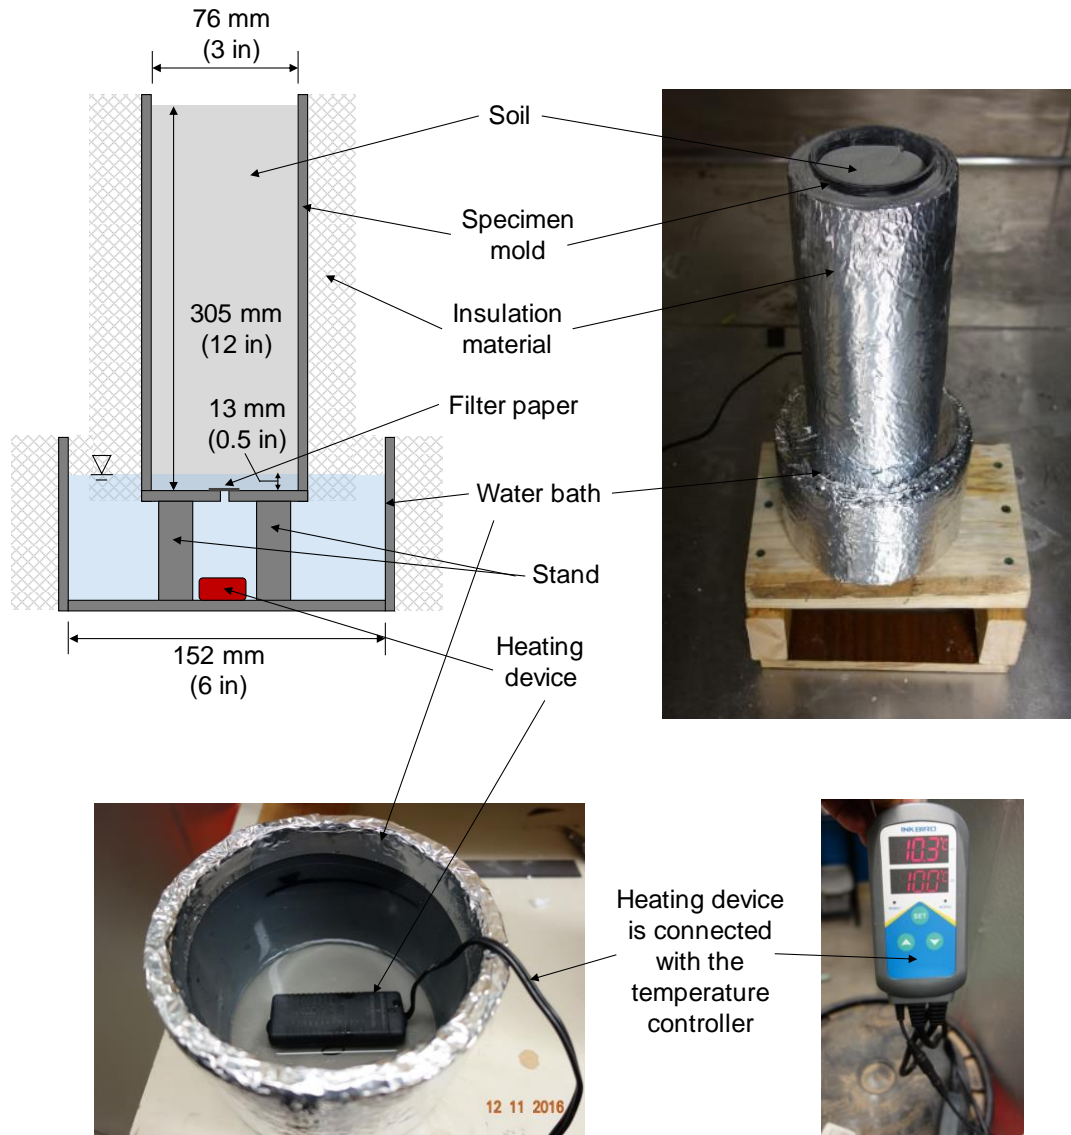 76 mm
(3 in)
Soil
Specimen
mold
305 mm
(12 in)
Insulation
material
13 mm
(0.5 in)
Filter paper
Water bath
Stand
152 mm
(6 in)
Heating
device
Heating device
is connected
with the
temperature
controller
INKBIRD
10.3°C
10.0°C
SET
12 11 2016